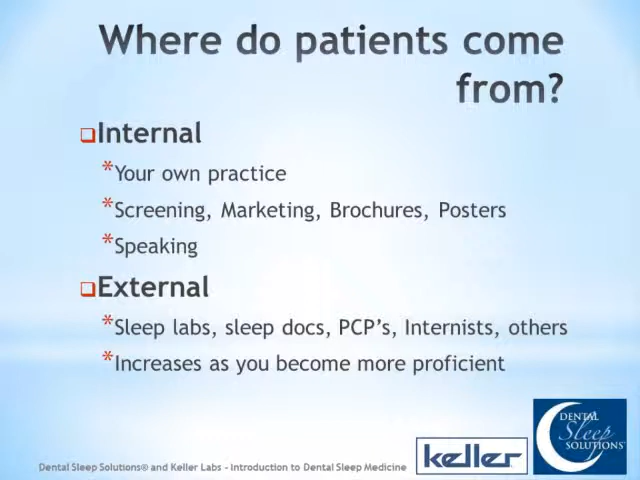 Where do patients come
from?
❑Internal
*Your own practice
*Screening, Marketing, Brochures, Posters
*Speaking
❑External
*Sleep labs, sleep docs, PCP's, Internists, others
*Increases as you become more proficient
Dental Sleep Solutions® and Keller Labs - Introduction to Dental Sleep Medicine
keller
DENTAL
Sleep
SOLUTIONS